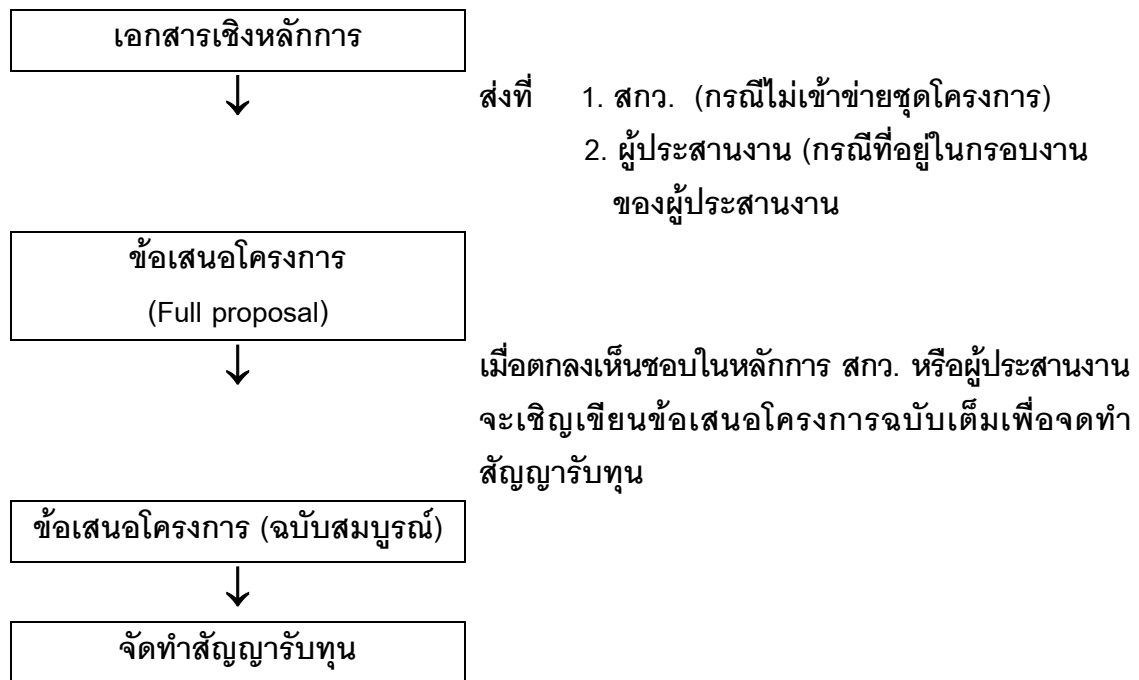 เอกสารเชิงหลักการ
↓
ส่งที่ 1. สกว. (กรณีไม่เข้าข่ายชุดโครงการ)
2. ผู้ประสานงาน (กรณีที่อยู่ในกรอบงาน
ของผู้ประสานงาน
ข้อเสนอโครงการ
(Full proposal)
↓
เมื่อตกลงเห็นชอบในหลักการ สกว. หรือผู้ประสานงาน
จะเชิญเขียนข้อเสนอโครงการฉบับเต็มเพื่อจดทำ
สัญญารับทุน
ข้อเสนอโครงการ (ฉบับสมบูรณ์)
↓
จัดทำสัญญารับทุน